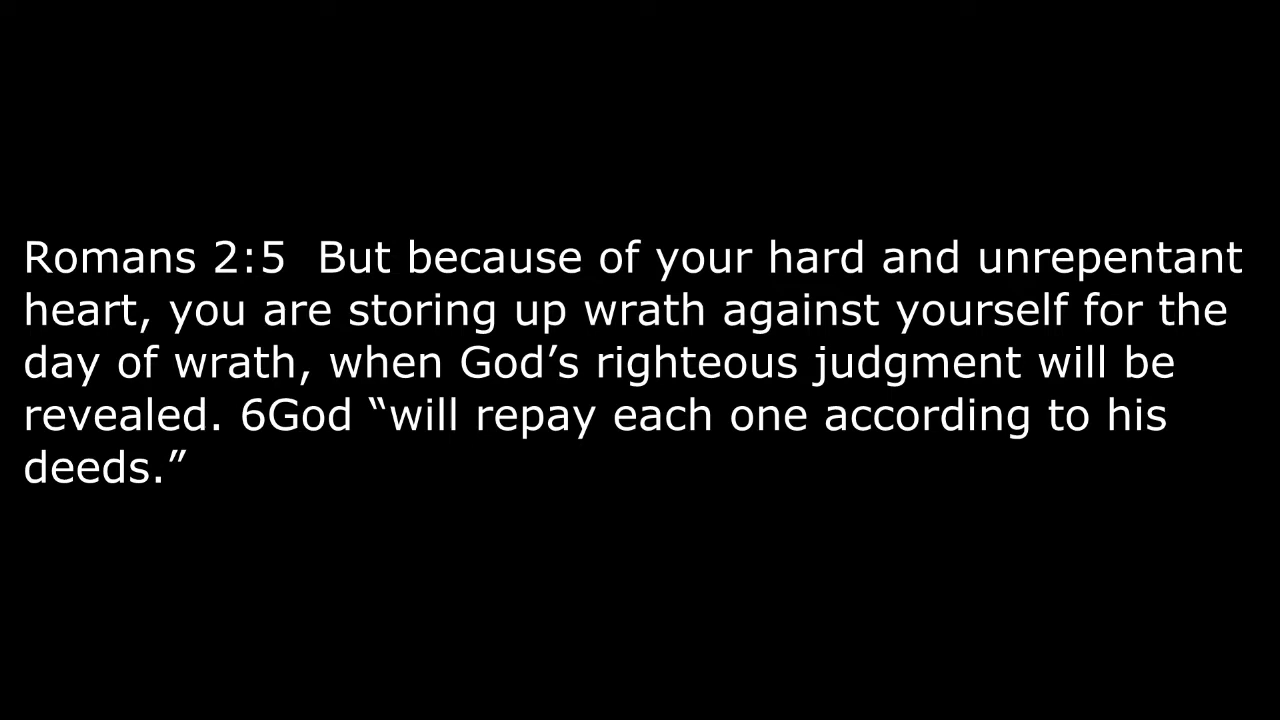 Romans 2:5  But because of your hard and unrepentant
heart, you are storing up wrath against yourself for the
day of wrath, when God’s righteous judgment will be
revealed. 6God “will repay each one according to his
deeds.”